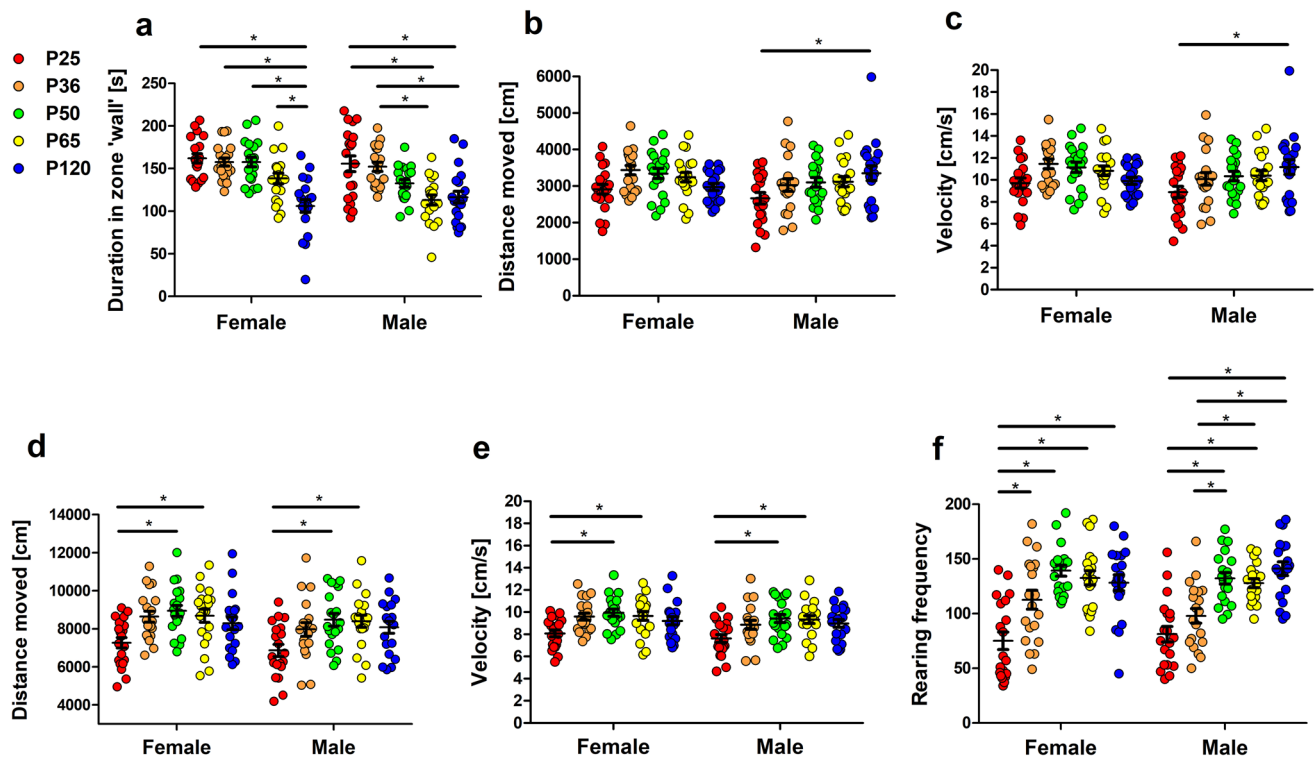 P25
P36
P50
P65
P120
a
Duration in zone 'wall' [s]
250
200
150
100
50
0
* * * *
* * * *
Female Male
b
Distance moved [cm]
6000
5000
4000
3000
2000
1000
0
*
Female Male
c
Velocity [cm/s]
20
18
16
14
12
10
8
6
4
2
0
*
Female Male
d
Distance moved [cm]
14000
12000
10000
8000
6000
4000
* *
* *
Female Male
e
Velocity [cm/s]
20
18
16
14
12
10
8
6
4
2
0
* *
* *
Female Male
f
Rearing frequency
200
150
100
50
0
* * * *
* * * * * *
Female Male